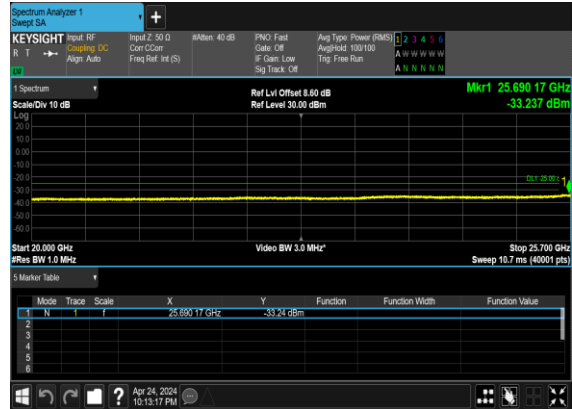 Spectrum Analyzer 1
Swept SA
+
KEYSIGHT Input: RF Input Z: 50 Ω #Atten: 40 dB PNO: Fast Avg Type: Power (RMS) 1 2 3 4 5 6
R T Coupling: DC Corr CCorr Gate: Off Avg|Hold: 100/100 A W W W W W
Align: Auto Freq Ref: Int (S) IF Gain: Low Trig: Free Run
Sig Track: Off A N N N N N
1 Spectrum Ref Lvl Offset 8.60 dB Mkr1 25.690 17 GHz
Scale/Div 10 dB Ref Level 30.00 dBm -33.237 dBm
Log
20.0
10.0
0.00
-10.0
-20.0 DL1 -25.00
-30.0 1
-40.0
-50.0
-60.0
Start 20.000 GHz Video BW 3.0 MHz* Stop 25.700 GHz
#Res BW 1.0 MHz Sweep 10.7 ms (40001 pts)
5 Marker Table
Mode Trace Scale X Y Function Function Width Function Value
1 N 1 f 25.690 17 GHz -33.24 dBm
2
3
4
5
6
? Apr 24, 2024
10:13:17 PM